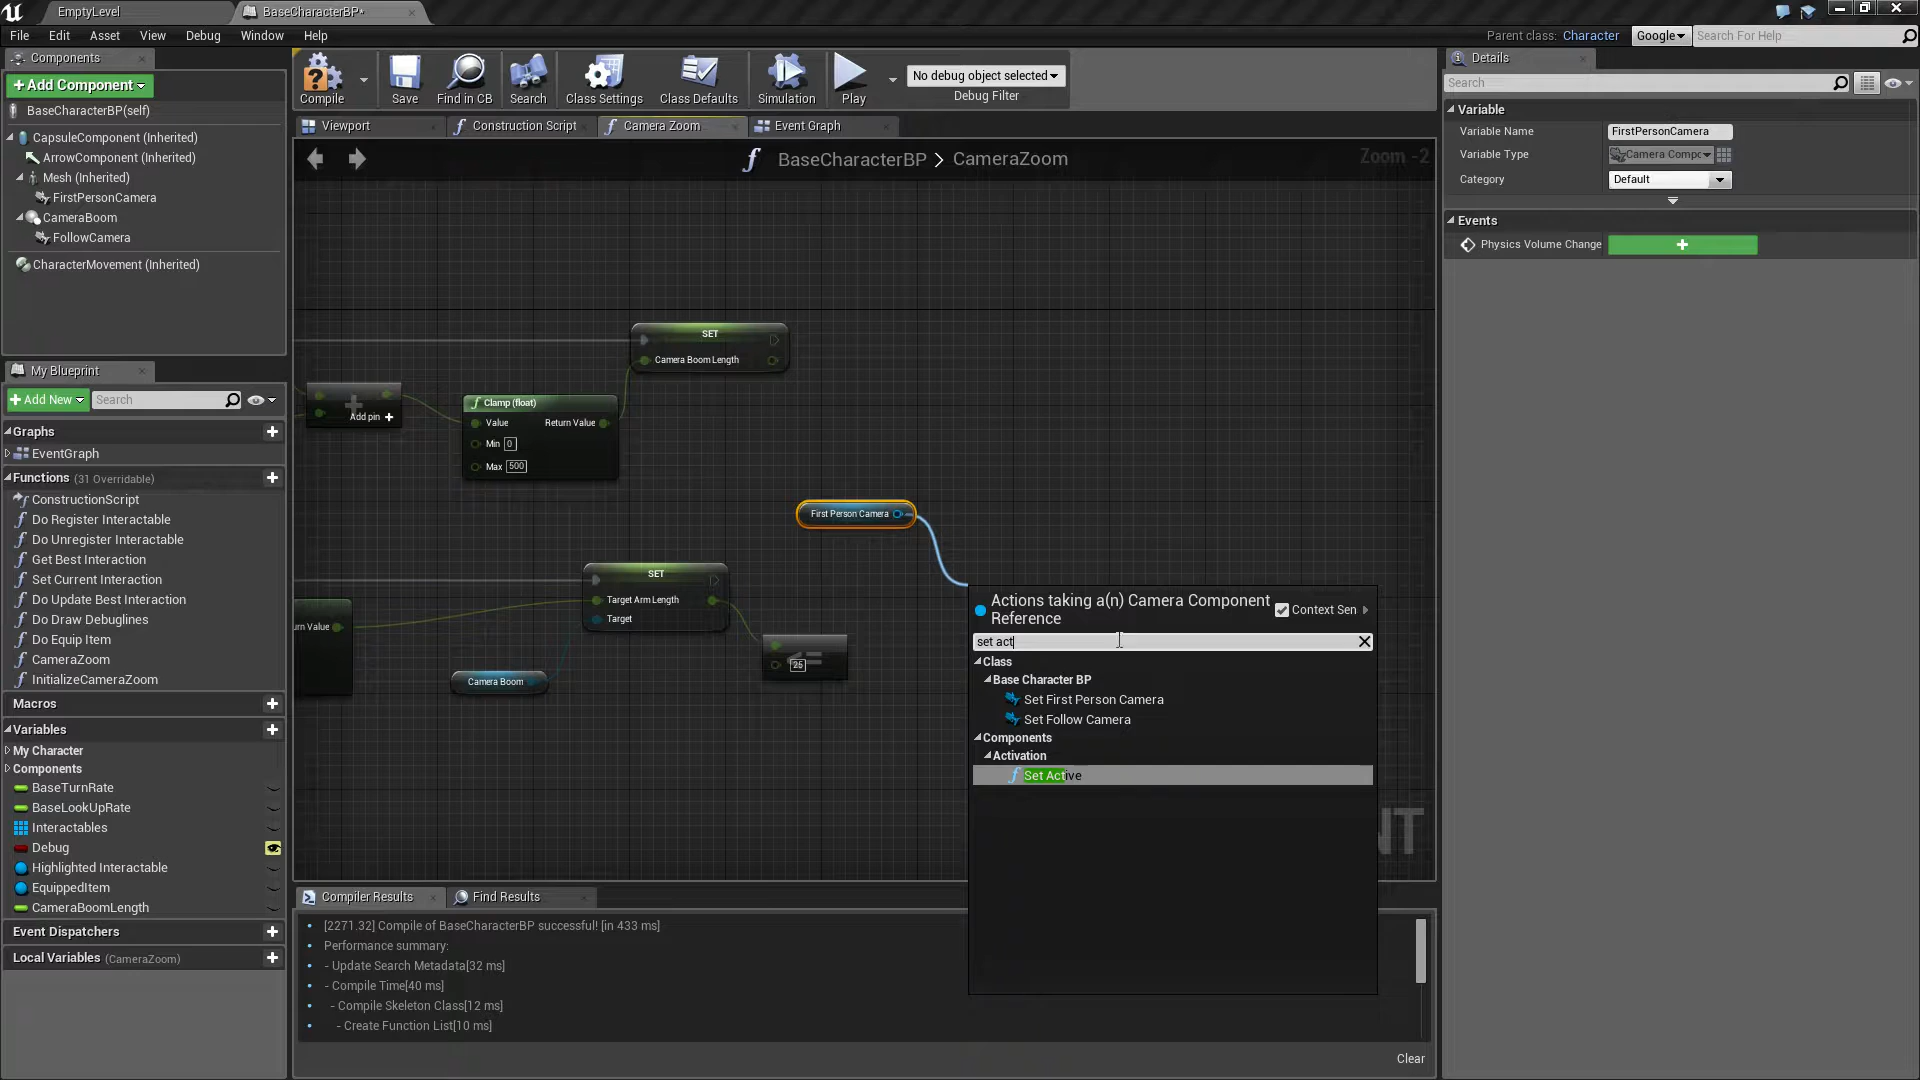 EmptyLevel
BaseCharacterBP*
File Edit Asset View Debug Window Help
Parent class: Character Google Search For Help
Components
+Add Component
BaseCharacterBP(self)
CapsuleComponent (Inherited)
ArrowComponent (Inherited)
Mesh (Inherited)
FirstPersonCamera
CameraBoom
FollowCamera
CharacterMovement (Inherited)
My Blueprint
+Add New Search
Graphs
EventGraph
Functions (31 Overridable)
ConstructionScript
Do Register Interactable
Do Unregister Interactable
Get Best Interaction
Set Current Interaction
Do Update Best Interaction
Do Draw Debuglines
Do Equip Item
CameraZoom
InitializeCameraZoom
Macros
Variables
My Character
Components
BaseTurnRate
BaseLookUpRate
Interactables
Debug
Highlighted Interactable
EquippedItem
CameraBoomLength
Event Dispatchers
Local Variables (CameraZoom)
Compile Save Find in CB Search Class Settings Class Defaults Simulation Play
No debug object selected
Debug Filter
Viewport Construction Script Camera Zoom Event Graph
BaseCharacterBP > CameraZoom
Zoom -2
SET
Camera Boom Length
Add pin +
Clamp (float)
Value Return Value
Min 0
Max 500
First Person Camera
SET
Target Arm Length
Target
urn Value
25
Camera Boom
Actions taking a(n) Camera Component
Reference
Context Sen
set act
Class
Base Character BP
Set First Person Camera
Set Follow Camera
Components
Activation
Set Active
NT
Compiler Results Find Results
[2271.32] Compile of BaseCharacterBP successful! [in 433 ms]
Performance summary:
- Update Search Metadata[32 ms]
- Compile Time[40 ms]
- Compile Skeleton Class[12 ms]
- Create Function List[10 ms]
Clear
Details
Search
Variable
Variable Name FirstPersonCamera
Variable Type Camera Compo
Category Default
Events
Physics Volume Change